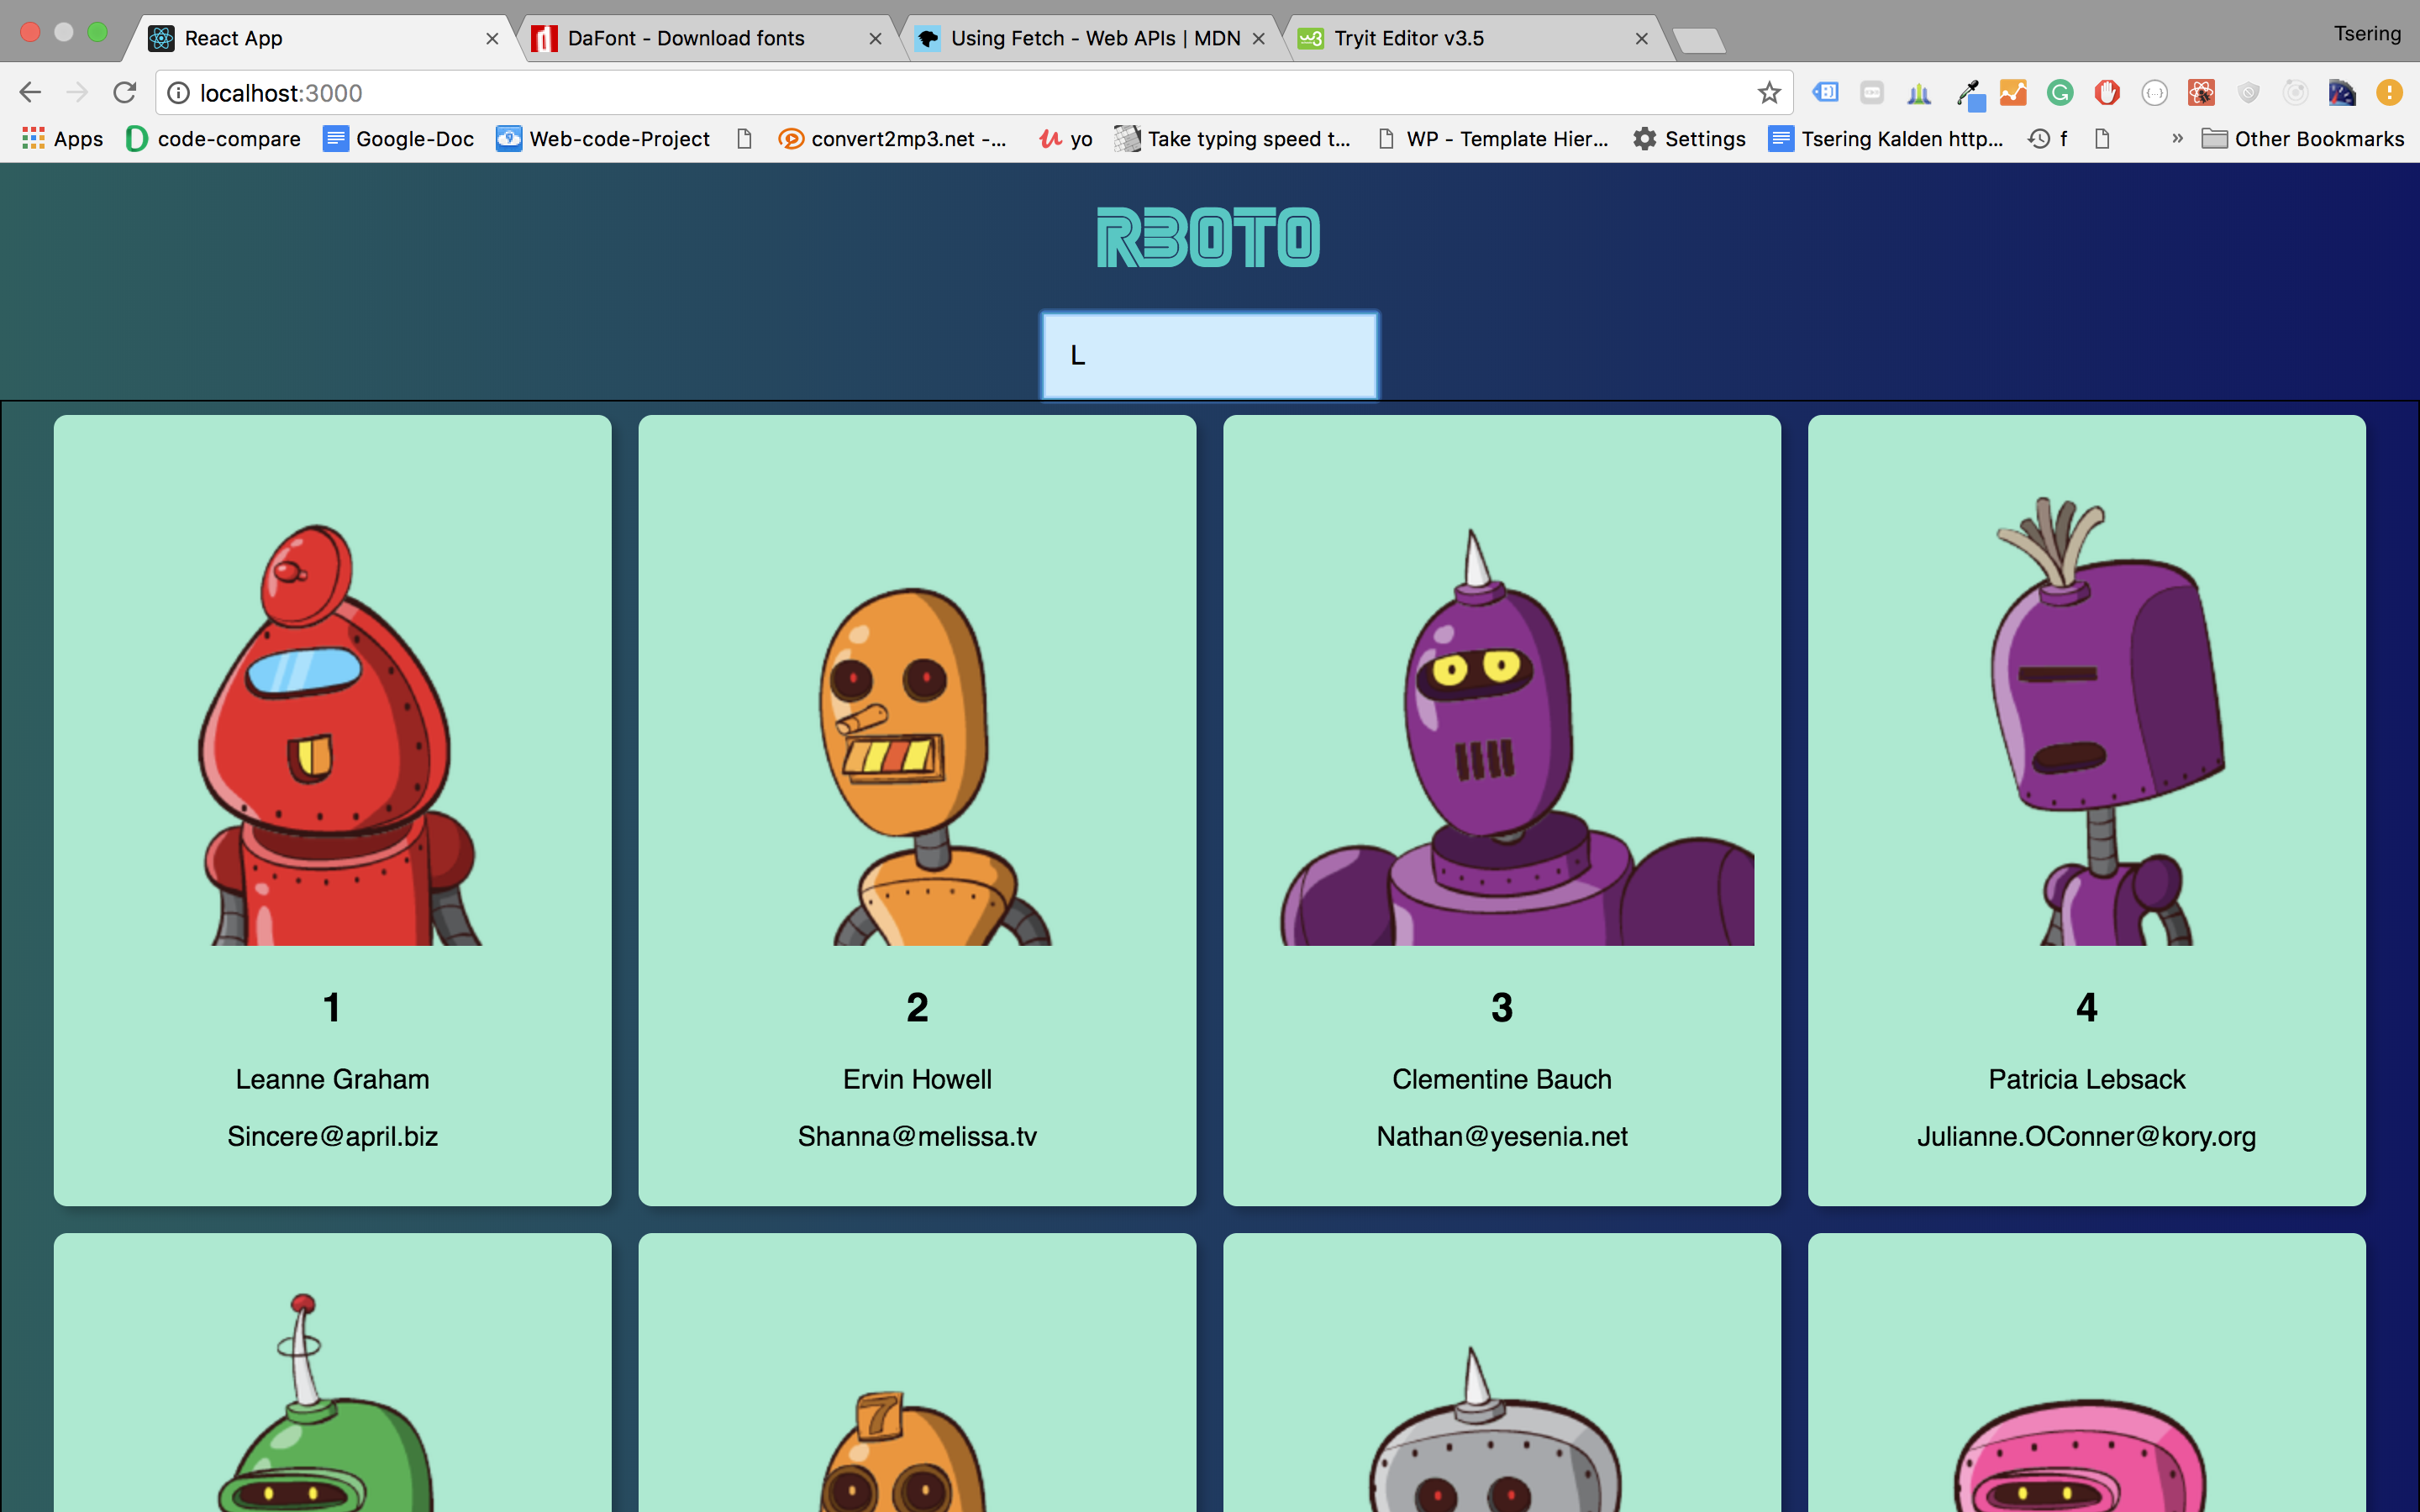 React App
DaFont - Download fonts
Using Fetch - Web APIs | MDN
Tryit Editor v3.5
Tsering
localhost:3000
Apps
code-compare
Google-Doc
Web-code-Project
convert2mp3.net -...
yo
Take typing speed t...
WP - Template Hier...
Settings
Tsering Kalden http...
f
»
Other Bookmarks
RBOTO
L
1
Leanne Graham
Sincere@april.biz
2
Ervin Howell
Shanna@melissa.tv
3
Clementine Bauch
Nathan@yesenia.net
4
Patricia Lebsack
Julianne.OConner@kory.org
7